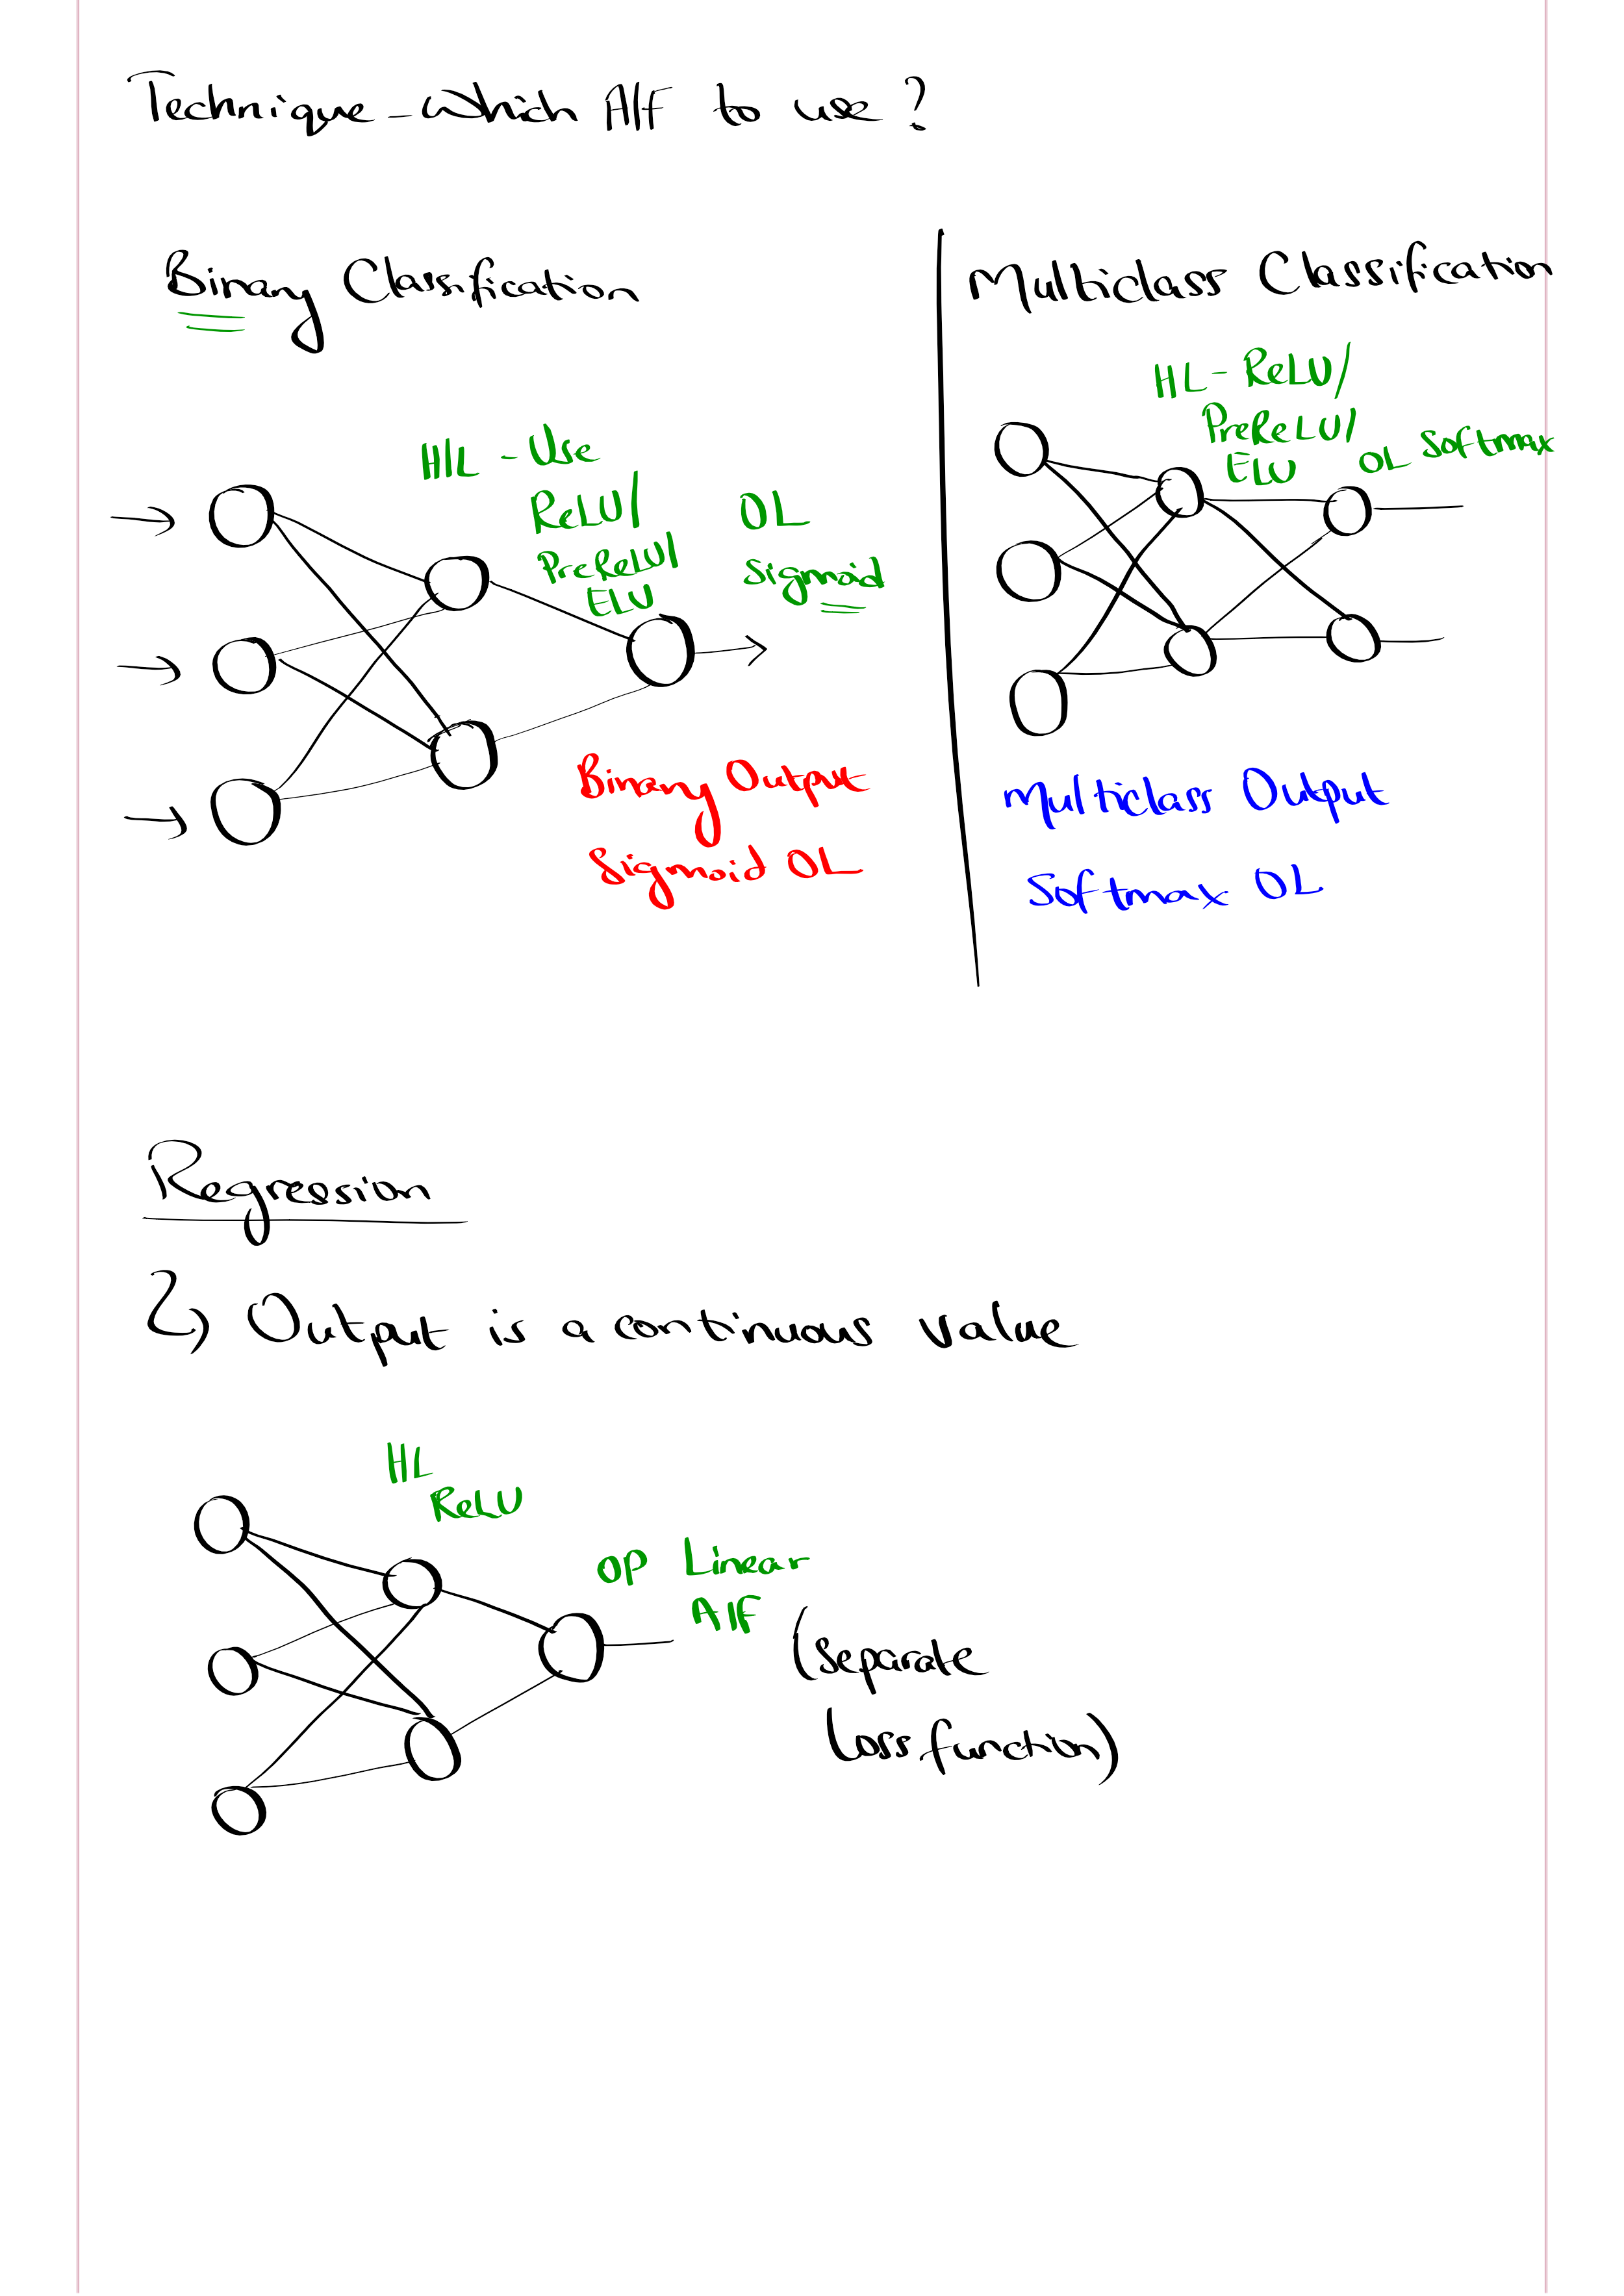 Technique - which A/F to use?
Binary Classification
H/L - Use
ReLU/
PreReLU/
ELU
OL
Sigmoid
Binary Output
Sigmoid OL
Multiclass Classification
HL - ReLU/
PreReLU/
ELU
OL Softmax
Multiclass Output
Softmax OL
Regression
Output is a continuous value
HL
ReLU
OP Linear
A/F
(Separate
loss function)